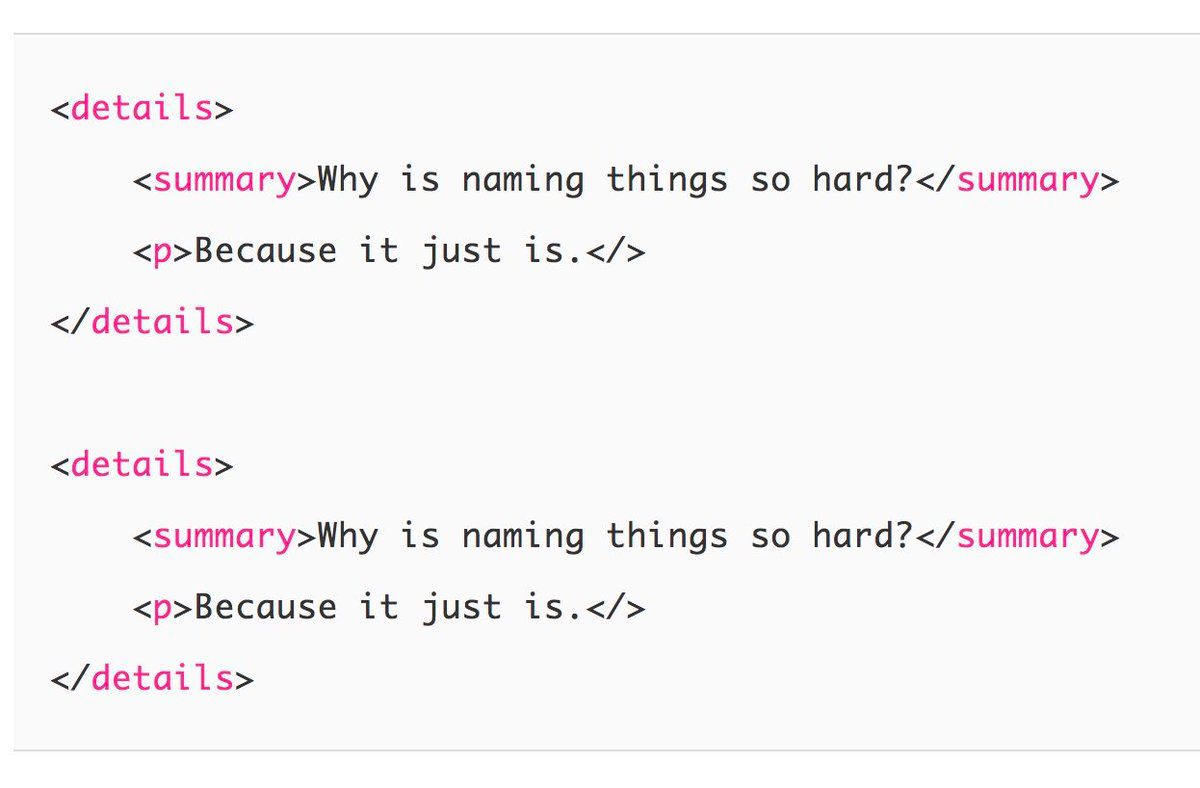 <details>
<summary>Why is naming things so hard?</summary>
<p>Because it just is.</>
</details>
<details>
<summary>Why is naming things so hard?</summary>
<p>Because it just is.</>
</details>